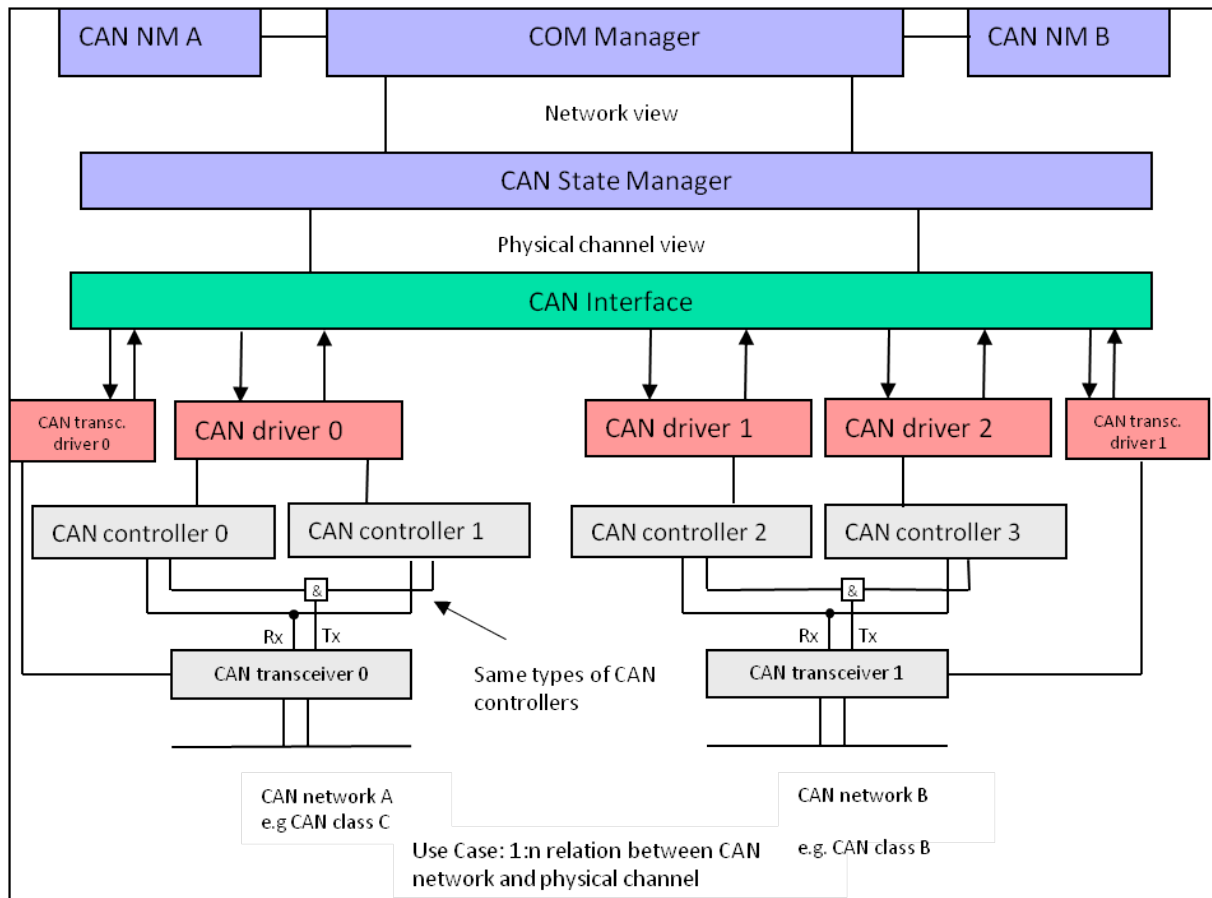 CAN NM A
COM Manager
CAN NM B
Network view
CAN State Manager
Physical channel view
CAN Interface
CAN transc.
driver 0
CAN driver 0
CAN driver 1
CAN driver 2
CAN transc.
driver 1
CAN controller 0
CAN controller 1
CAN controller 2
CAN controller 3
&
&
Rx
Tx
Rx
Tx
CAN transceiver 0
Same types of CAN
controllers
CAN transceiver 1
CAN network A
e.g CAN class C
CAN network B
e.g. CAN class B
Use Case: 1:n relation between CAN
network and physical channel